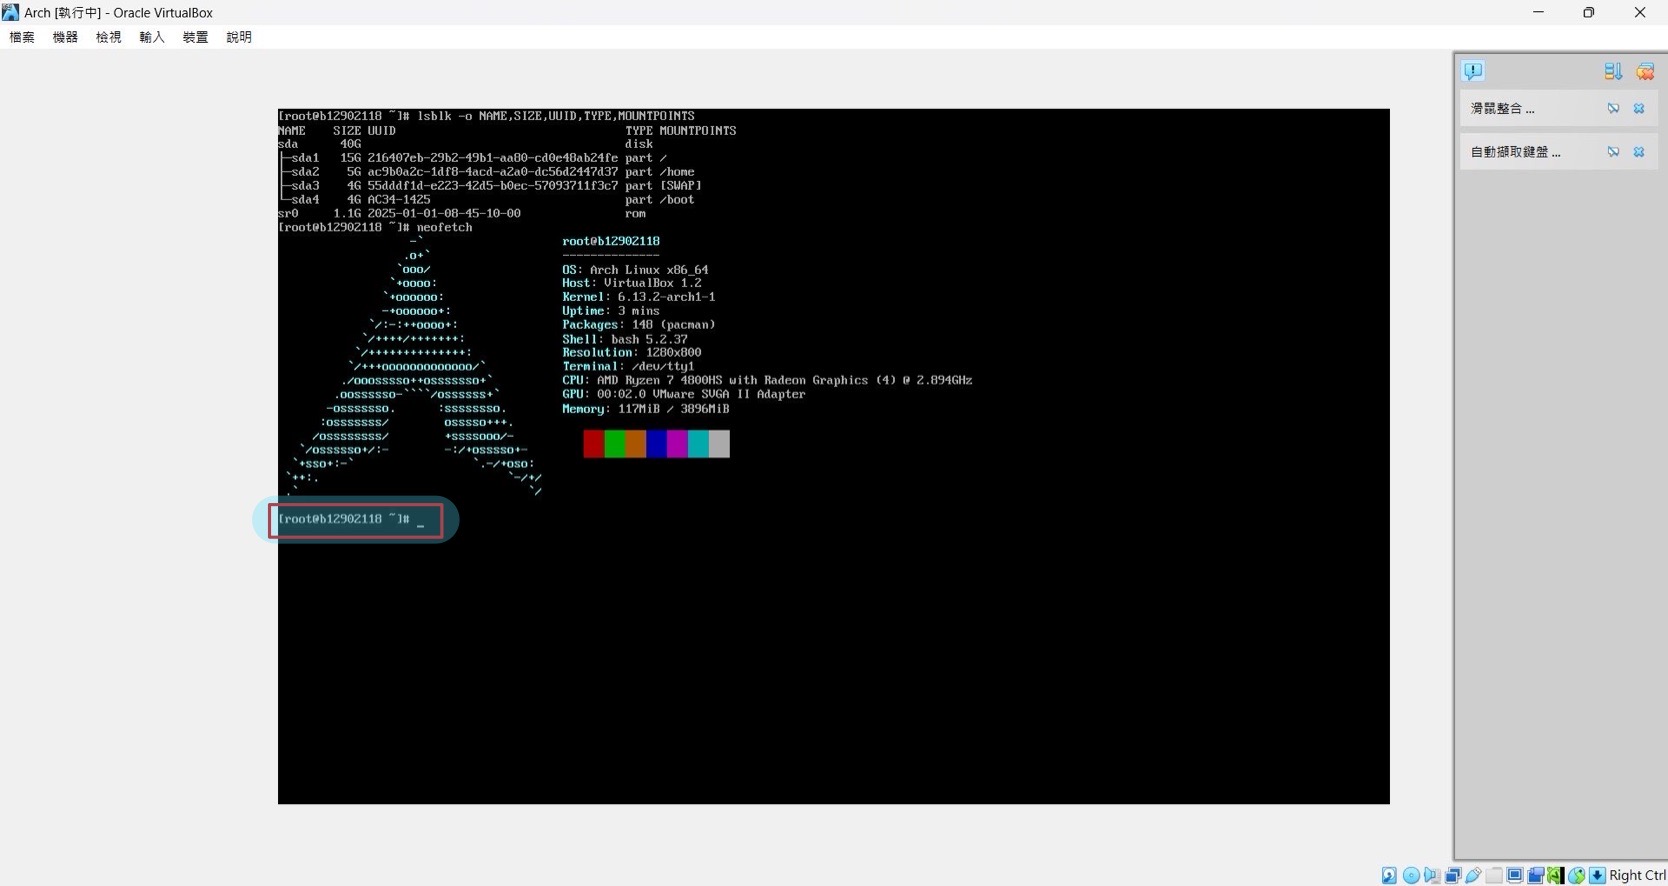 Arch [執行中] - Oracle VirtualBox
檔案 機器 檢視 輸入 裝置 說明
滑鼠整合 ...
自動擷取鍵盤 ...
[root@b12902118 ~]# lsblk -o NAME,SIZE,UUID,TYPE,MOUNTPOINTS
NAME SIZE UUID TYPE MOUNTPOINTS
sda 40G disk
├─sda1 15G 216407eb-29b2-49b1-aa80-cd0e48ab24fe part /
├─sda2 5G ac9b0a2c-1df8-4acd-a2a0-dc56d2447d37 part /home
├─sda3 4G 55dddf1d-e223-42d5-b0ec-57093711f3c7 part [SWAP]
└─sda4 4G AC34-1425 part /boot
sr0 1.1G 2025-01-01-08-45-10-00 rom
[root@b12902118 ~]# neofetch
root@b12902118
--------------
OS: Arch Linux x86_64
Host: VirtualBox 1.2
Kernel: 6.13.2-arch1-1
Uptime: 3 mins
Packages: 148 (pacman)
Shell: bash 5.2.37
Resolution: 1280x800
Terminal: /dev/tty1
CPU: AMD Ryzen 7 4800HS with Radeon Graphics (4) @ 2.894GHz
GPU: 00:02.0 VMware SVGA II Adapter
Memory: 117MiB / 3896MiB
[root@b12902118 ~]# _
Right Ctrl